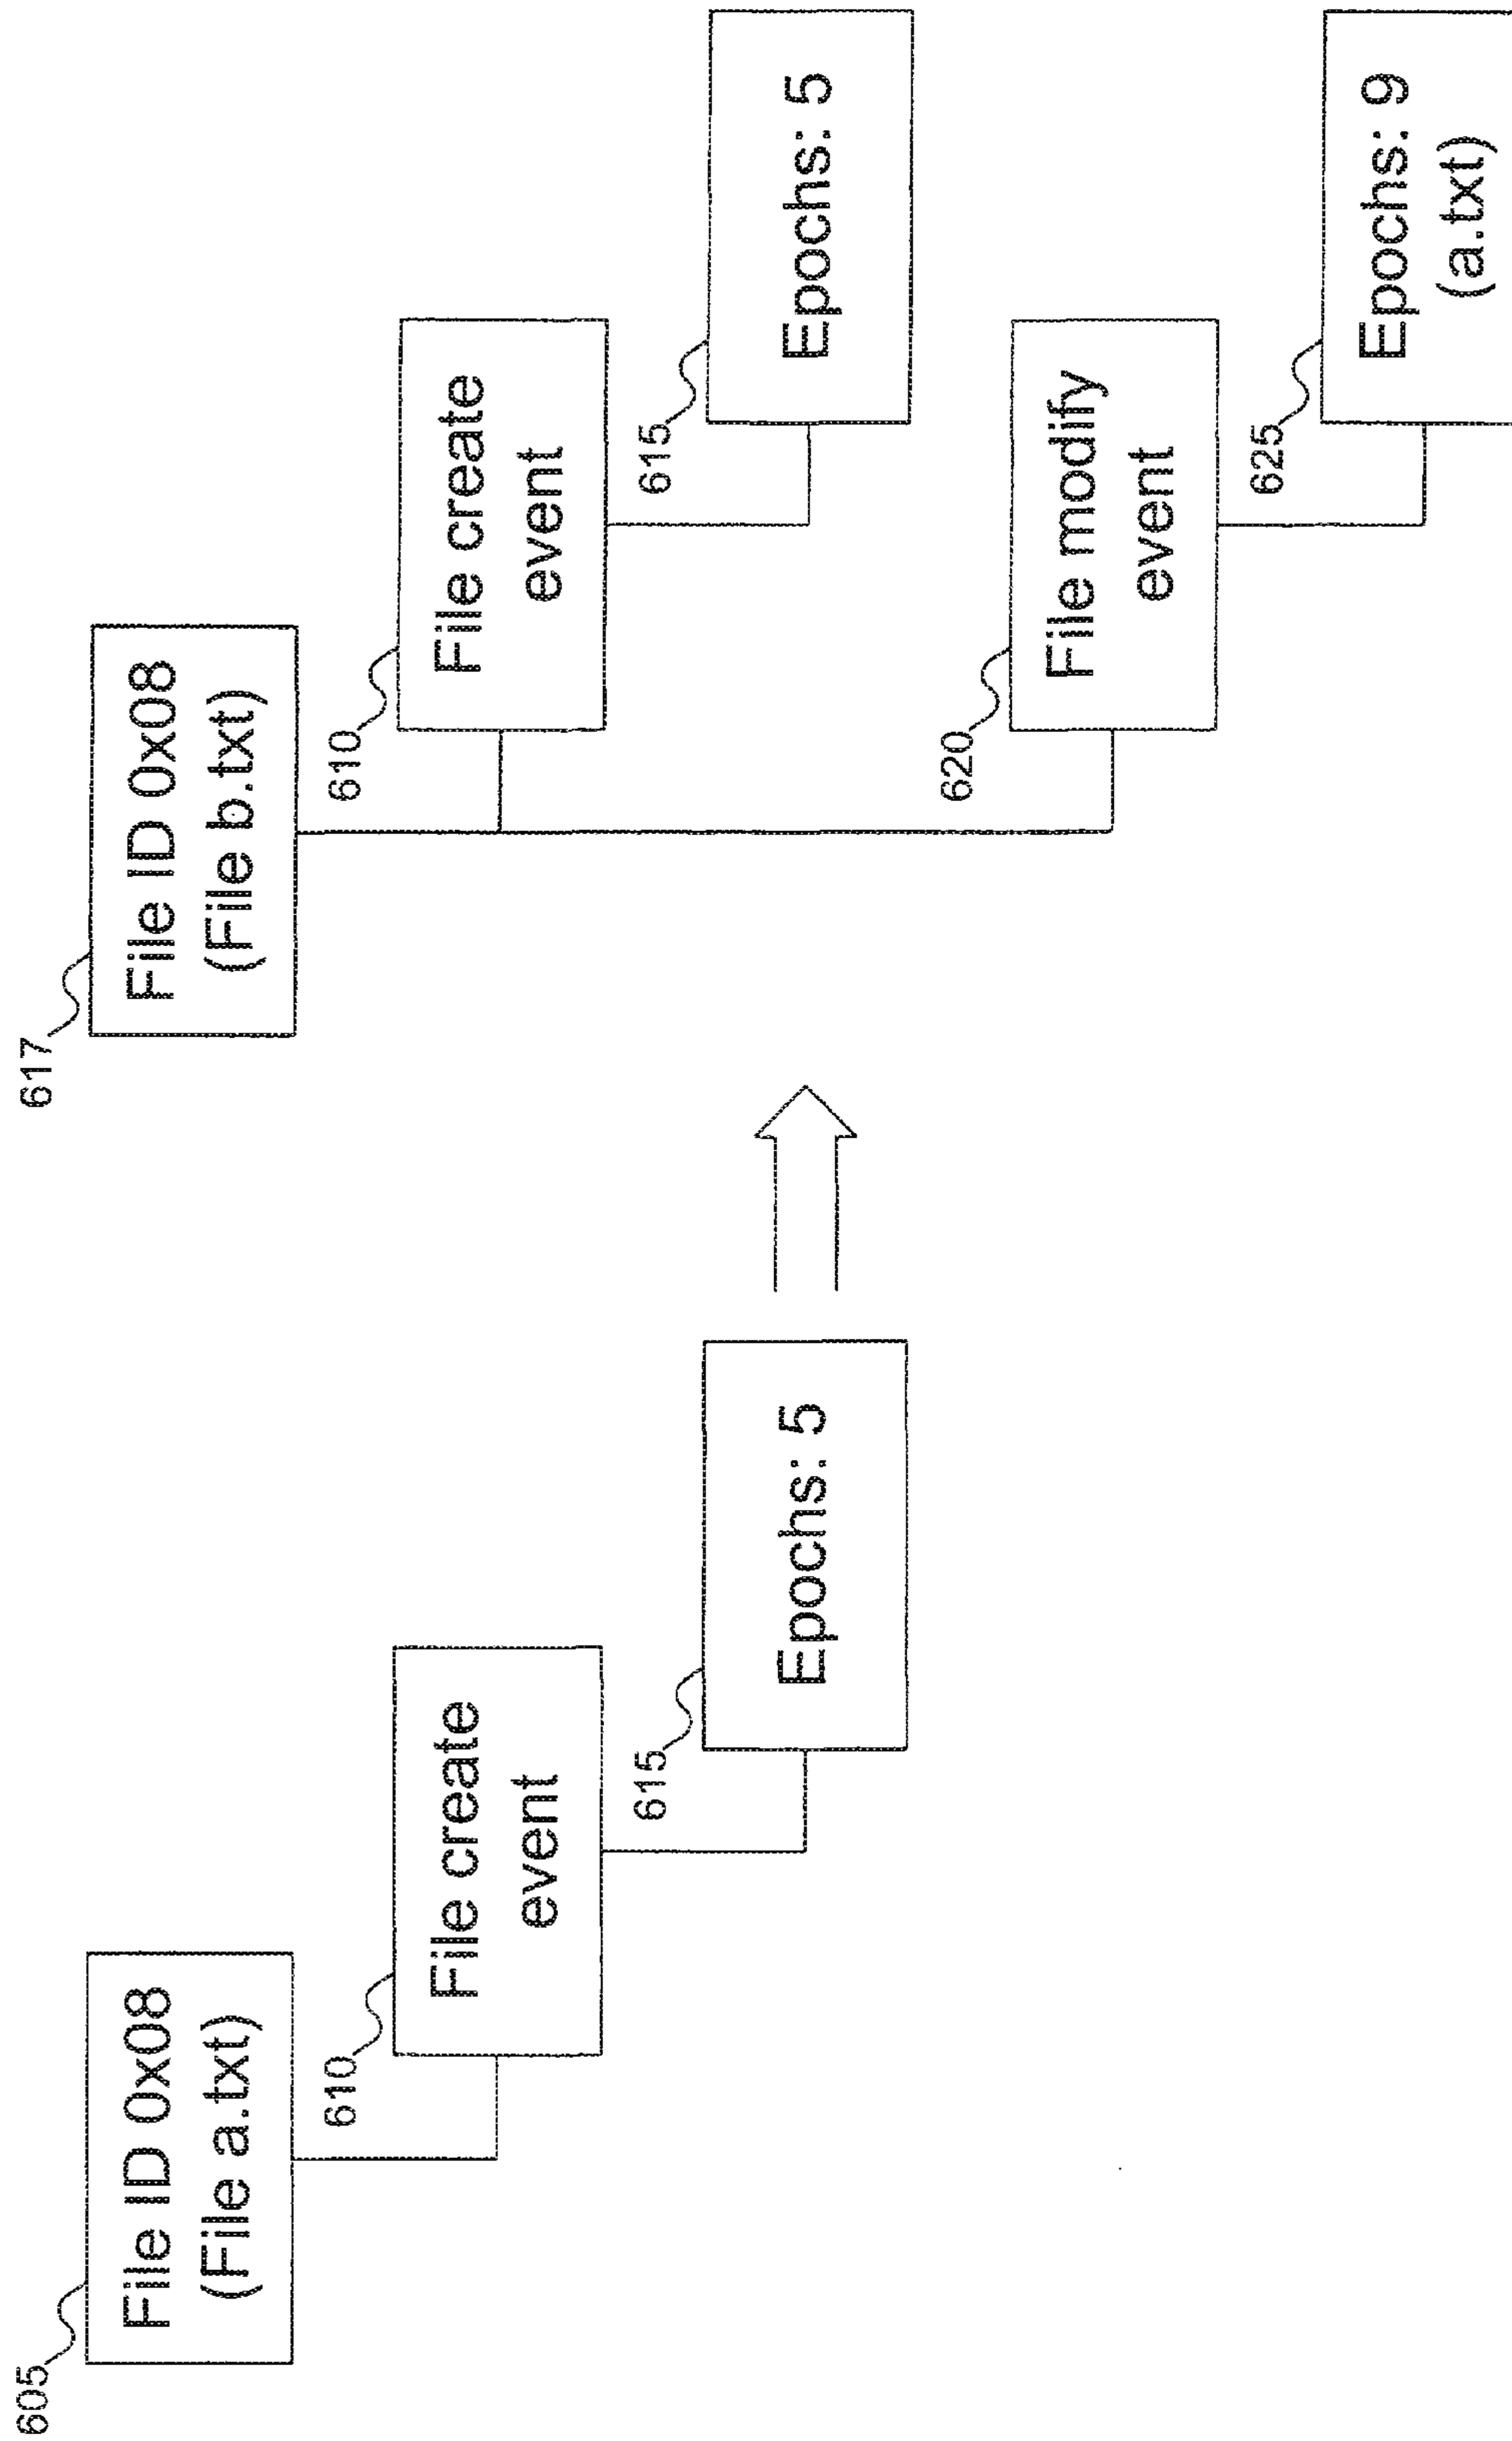 605
File ID 0x08
(File a.txt)
610
File create
event
615
Epochs: 5
617
File ID 0x08
(File b.txt)
610
File create
event
615
Epochs: 5
620
File modify
event
625
Epochs: 9
(a.txt)